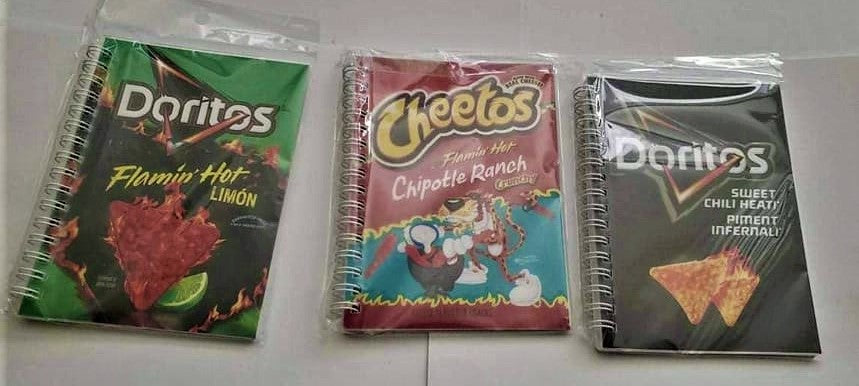 Doritos
Flamin' Hot
LIMÓN
Cheetos
Flamin' Hot
Chipotle Ranch
Crunchy
Doritos
SWEET
CHILI HEAT!
PIMENT
INFERNAL!